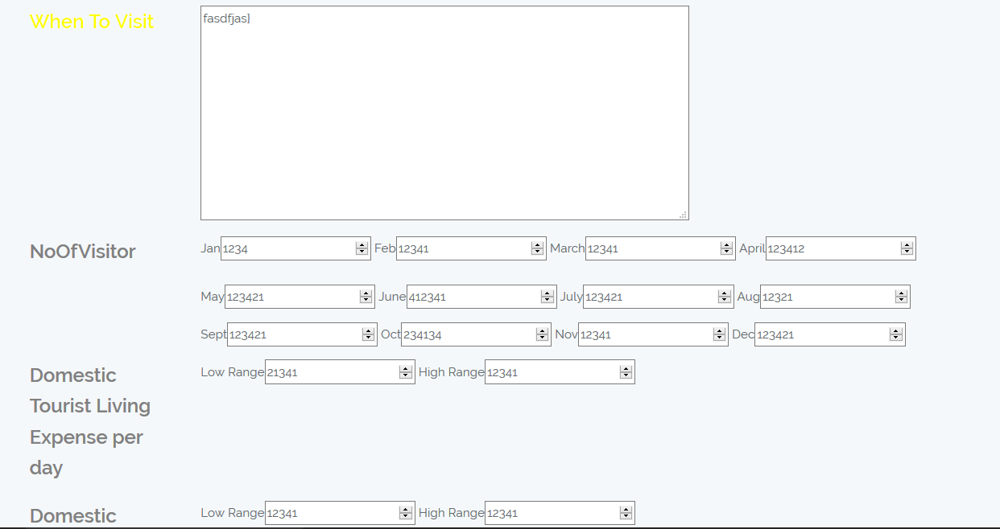 When To Visit
fasdfjas]
NoOfVisitor
Jan 1234 Feb 12341 March 12341 April 123412
May 123421 June 412341 July 123421 Aug 12321
Sept 123421 Oct 234134 Nov 12341 Dec 123421
Domestic
Tourist Living
Expense per
day
Low Range 21341 High Range 12341
Domestic
Low Range 12341 High Range 12341